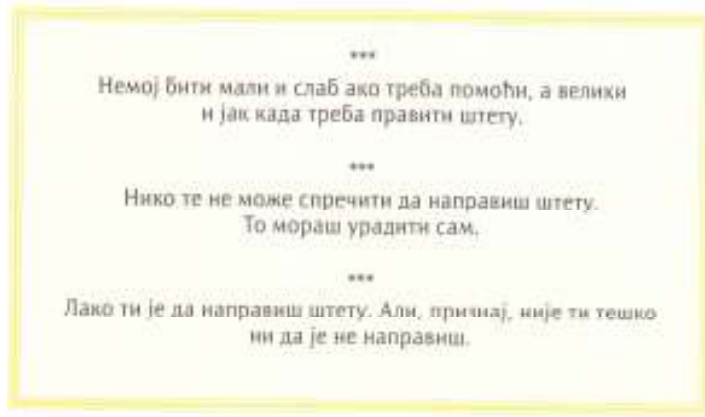 ***
Немој бити мали и слаб ако треба помоћи, а велики
и јак када треба правити штету.
***
Нико те не може спречити да направиш штету.
То мораш урадити сам.
***
Лако ти је да направиш штету. Али, признај, није ти тешко
ни да је не направиш.